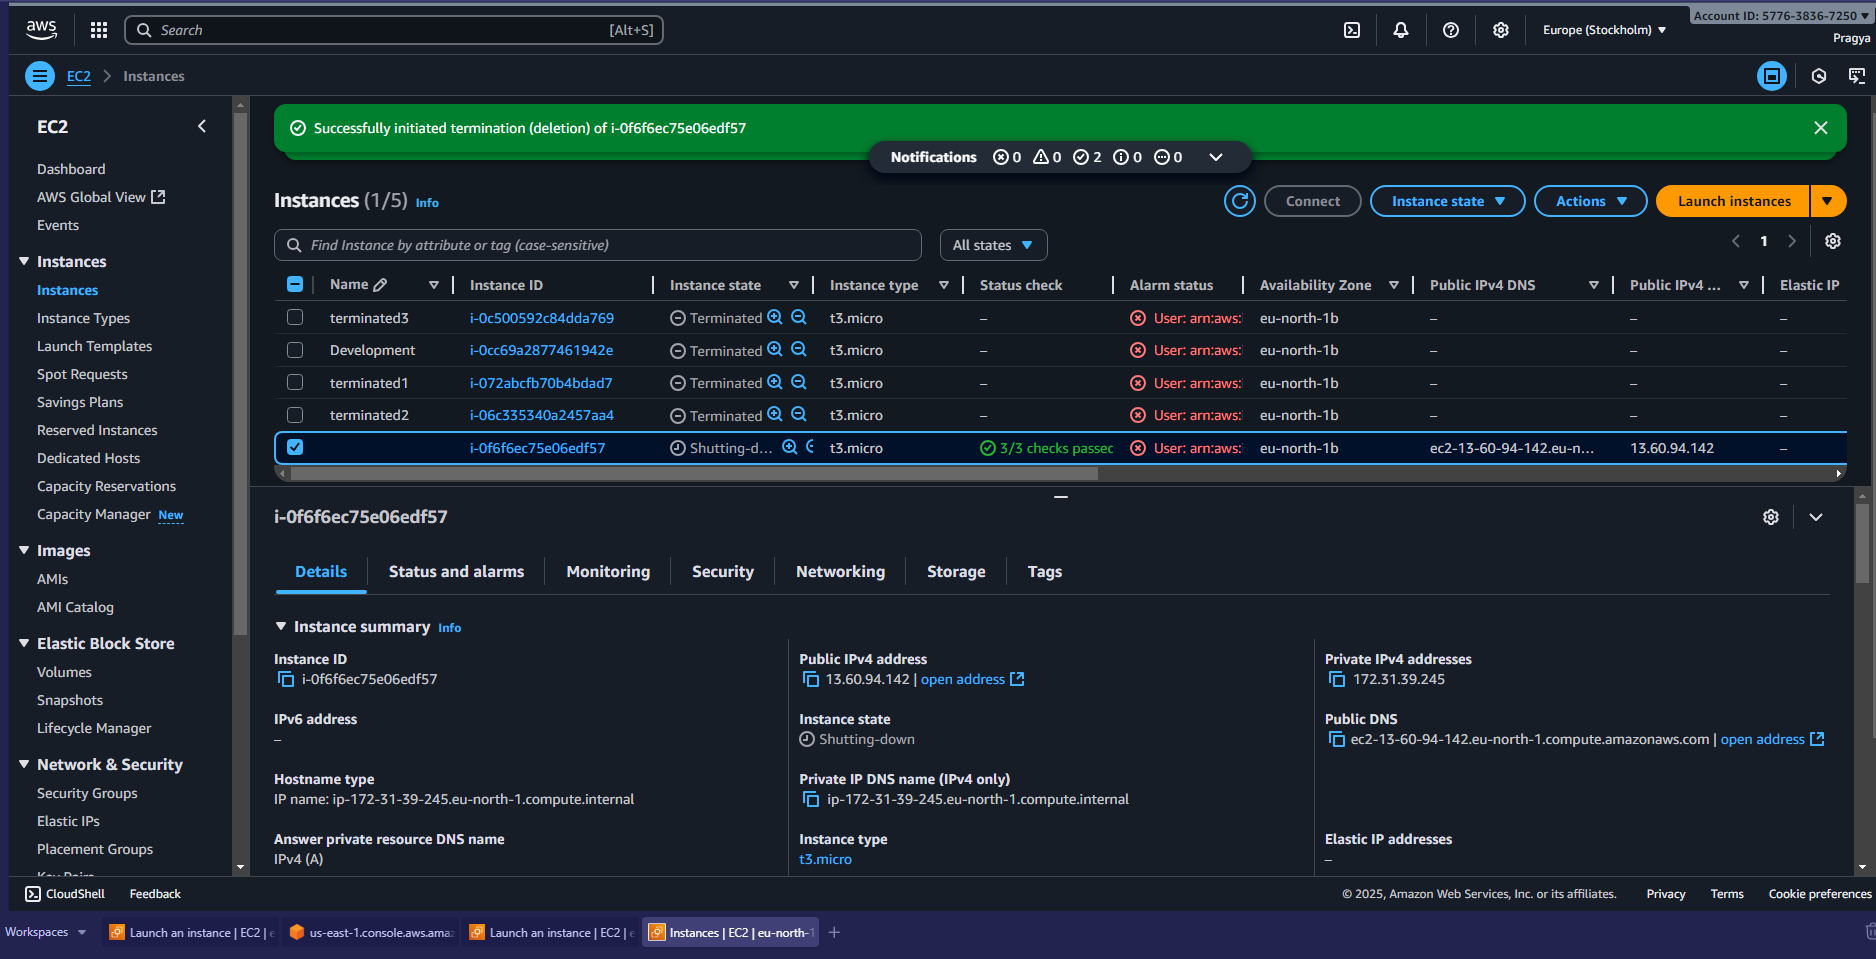 aws
Search [Alt+S]
Europe (Stockholm)
Account ID: 5776-3836-7250
Pragya
EC2 Instances
EC2
Dashboard
AWS Global View
Events
Instances
Instances
Instance Types
Launch Templates
Spot Requests
Savings Plans
Reserved Instances
Dedicated Hosts
Capacity Reservations
Capacity Manager New
Images
AMIs
AMI Catalog
Elastic Block Store
Volumes
Snapshots
Lifecycle Manager
Network & Security
Security Groups
Elastic IPs
Placement Groups
Successfully initiated termination (deletion) of i-0f6f6ec75e06edf57
Notifications 0 0 2 0 0
Instances (1/5) Info
Connect Instance state Actions Launch instances
Find Instance by attribute or tag (case-sensitive) All states 1
Name Instance ID Instance state Instance type Status check Alarm status Availability Zone Public IPv4 DNS Public IPv4 ... Elastic IP
terminated3 i-0c500592c84dda769 Terminated t3.micro – User: arn:aws: eu-north-1b – – –
Development i-0cc69a2877461942e Terminated t3.micro – User: arn:aws: eu-north-1b – – –
terminated1 i-072abcfb70b4bdad7 Terminated t3.micro – User: arn:aws: eu-north-1b – – –
terminated2 i-06c335340a2457aa4 Terminated t3.micro – User: arn:aws: eu-north-1b – – –
i-0f6f6ec75e06edf57 Shutting-d... t3.micro 3/3 checks passed User: arn:aws: eu-north-1b ec2-13-60-94-142.eu-n... 13.60.94.142 –
i-0f6f6ec75e06edf57
Details Status and alarms Monitoring Security Networking Storage Tags
Instance summary Info
Instance ID
i-0f6f6ec75e06edf57
Public IPv4 address
13.60.94.142 | open address
Private IPv4 addresses
172.31.39.245
IPv6 address
–
Instance state
Shutting-down
Public DNS
ec2-13-60-94-142.eu-north-1.compute.amazonaws.com | open address
Hostname type
IP name: ip-172-31-39-245.eu-north-1.compute.internal
Private IP DNS name (IPv4 only)
ip-172-31-39-245.eu-north-1.compute.internal
Answer private resource DNS name
IPv4 (A)
Instance type
t3.micro
Elastic IP addresses
–
CloudShell Feedback © 2025, Amazon Web Services, Inc. or its affiliates. Privacy Terms Cookie preferences
Workspaces Launch an instance | EC2 | us-east-1.console.aws.amaz Launch an instance | EC2 | Instances | EC2 | eu-north-1